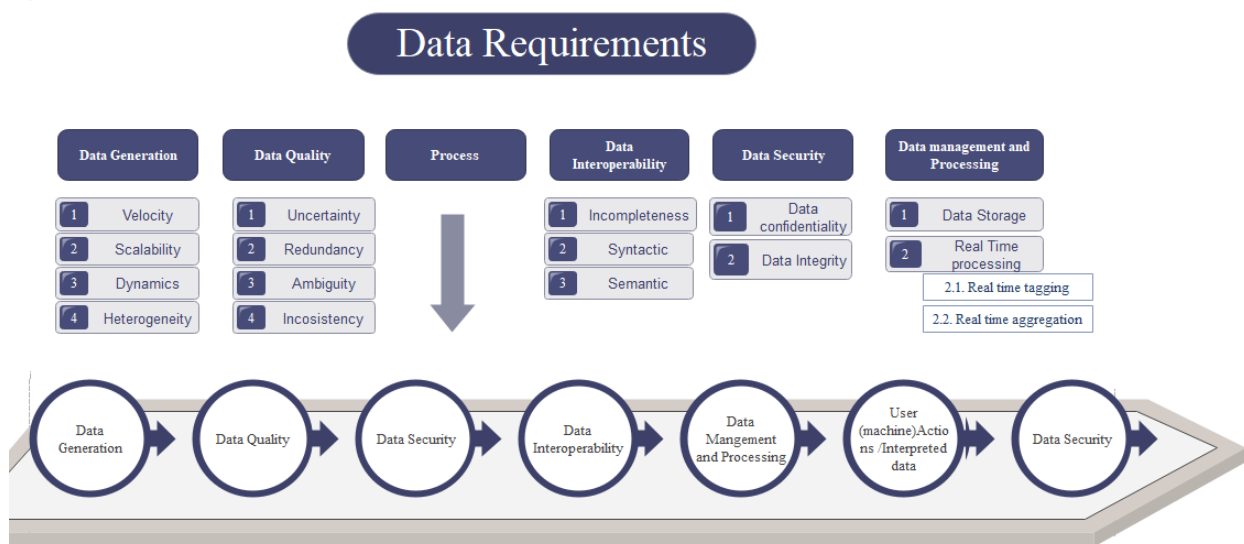 Data Requirements
Data Generation
Data Quality
Process
Data
Interoperability
Data Security
Data management and
Processing
1 Velocity
2 Scalability
3 Dynamics
4 Heterogeneity
1 Uncertainty
2 Redundancy
3 Ambiguity
4 Incosistency
1 Incompleteness
2 Syntactic
3 Semantic
1 Data
confidentiality
2 Data Integrity
1 Data Storage
2 Real Time
processing
2.1. Real time tagging
2.2. Real time aggregation
Data
Generation
Data Quality
Data Security
Data
Interoperability
Data
Mangement
and Processing
User
(machine)Actio
ns /Interpreted
data
Data Security